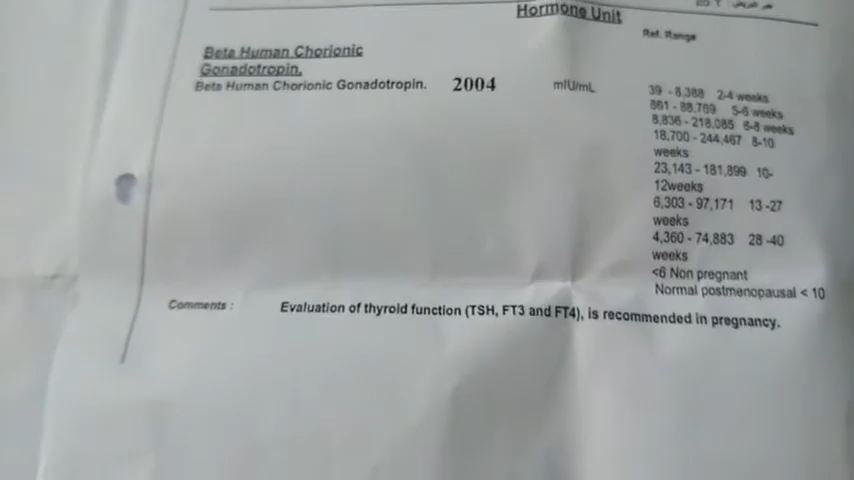 Hormone Unit
Ref. Range
Beta Human Chorionic
Gonadotropin.
Beta Human Chorionic Gonadotropin. 2004 mIU/mL
39 - 8,388 2-4 weeks
861 - 88,769 5-6 weeks
8,836 - 218,085 6-8 weeks
18,700 - 244,467 8-10
weeks
23,143 - 181,899 10-
12weeks
6,303 - 97,171 13 -27
weeks
4,360 - 74,883 28 -40
weeks
<6 Non pregnant
Normal postmenopausal < 10
Comments : Evaluation of thyroid function (TSH, FT3 and FT4), is recommended in pregnancy.